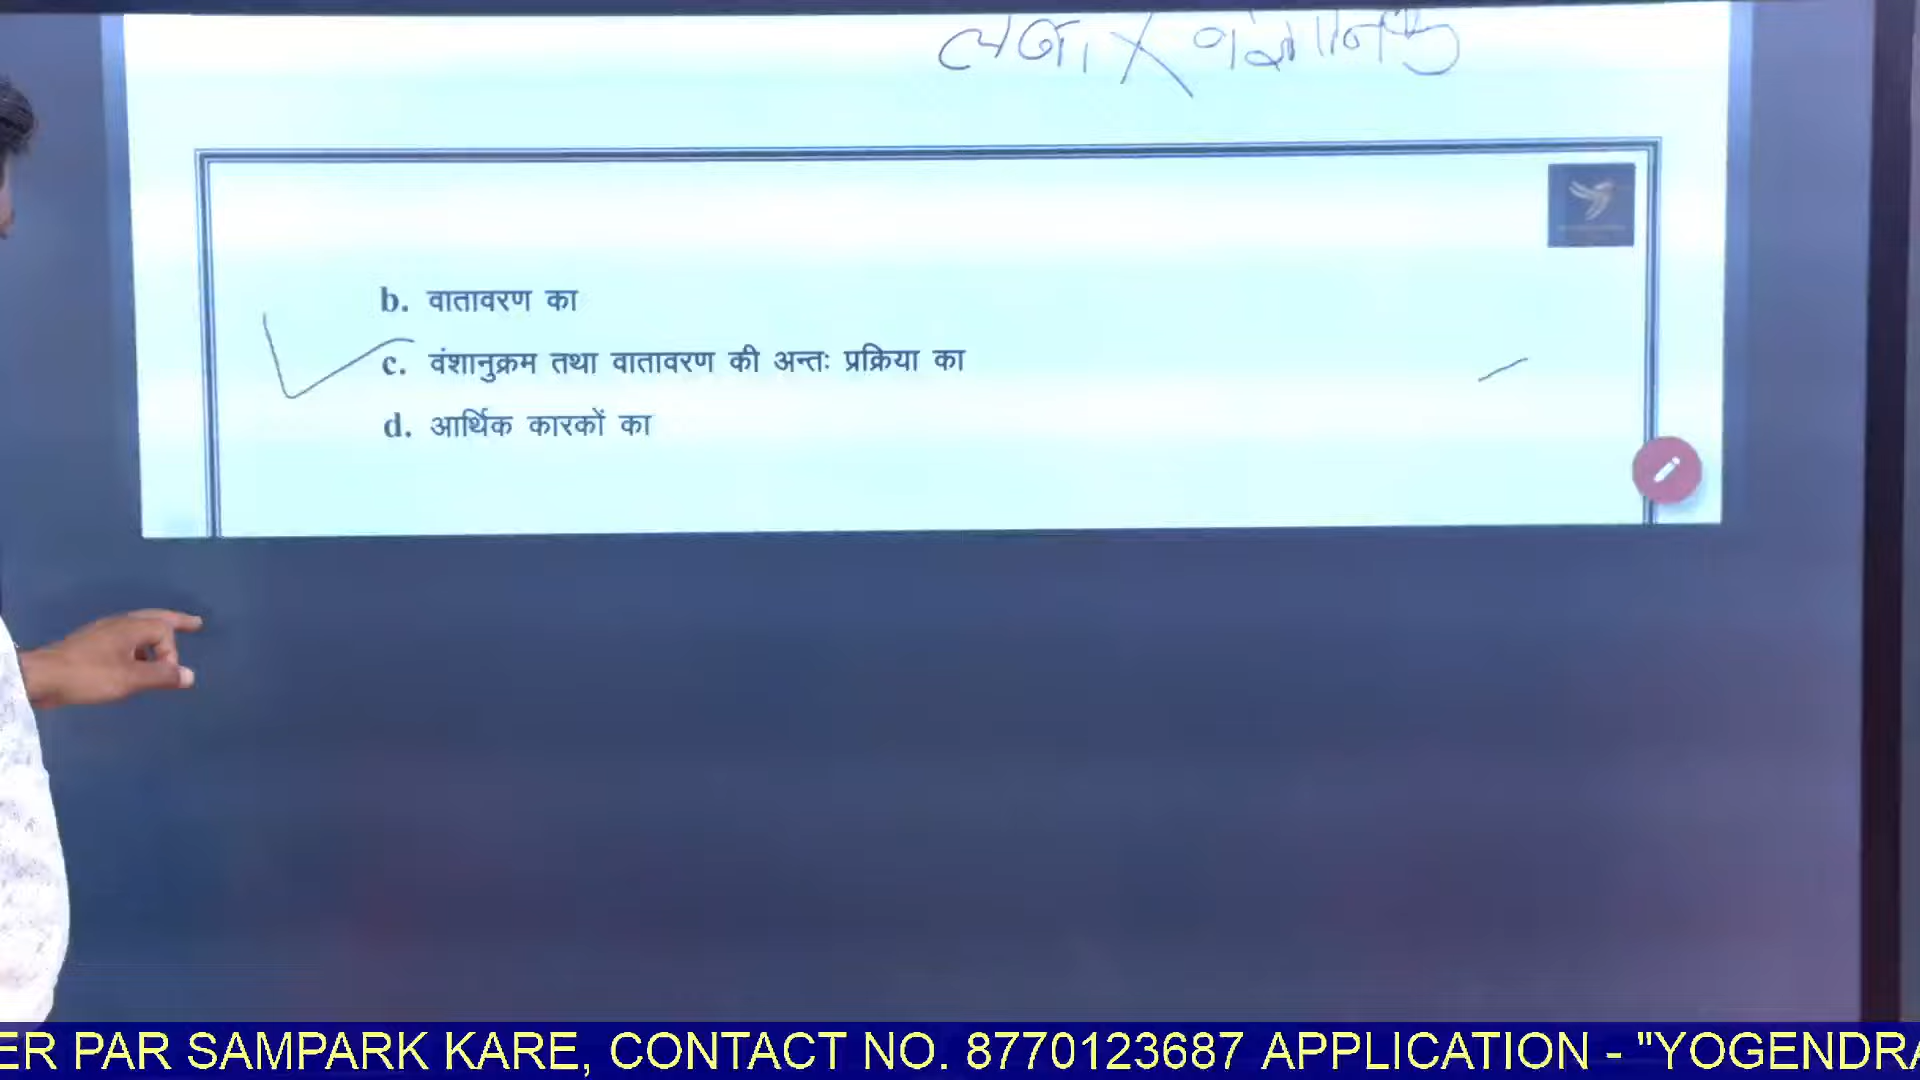 b. वातावरण का
c. वंशानुक्रम तथा वातावरण की अन्तः प्रक्रिया का
d. आर्थिक कारकों का
ER PAR SAMPARK KARE, CONTACT NO. 8770123687 APPLICATION - "YOGENDRA